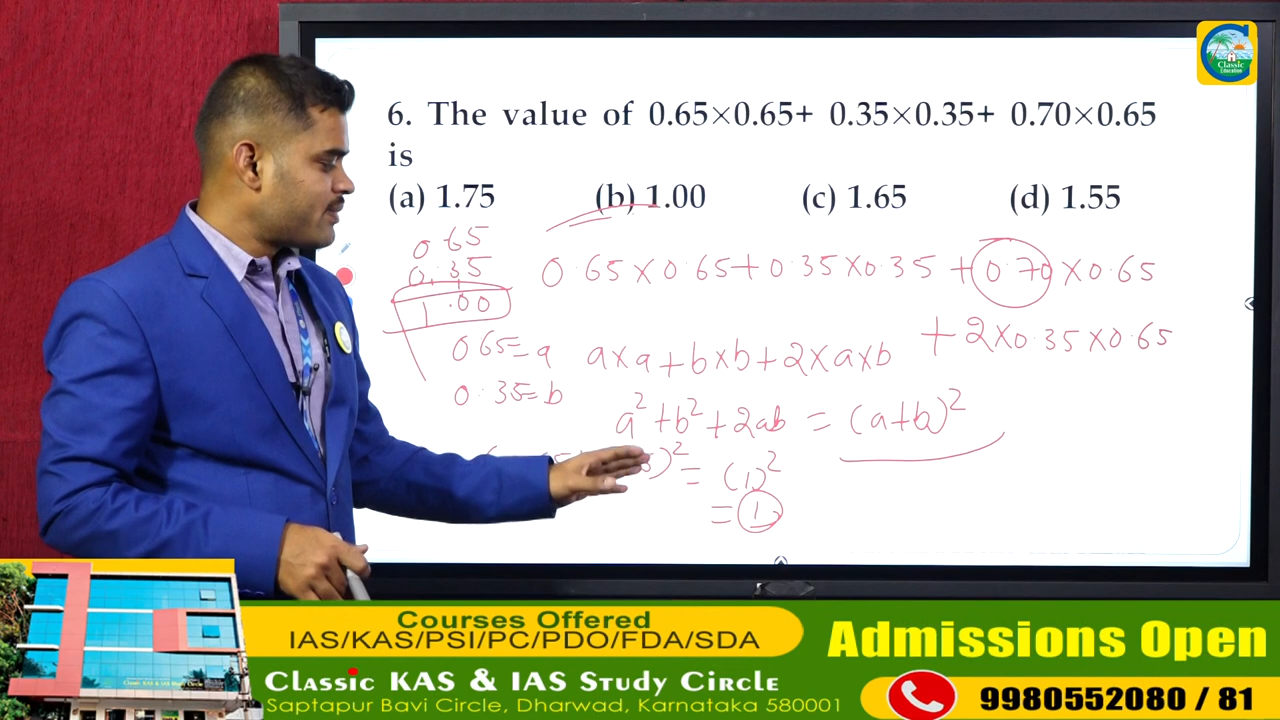 Classic
Education
6. The value of 0.65×0.65+ 0.35×0.35+ 0.70×0.65
is
(a) 1.75 (b) 1.00 (c) 1.65 (d) 1.55
0.65
0.35
1.00
0.65×0.65+0.35×0.35+0.70×0.65
+2×0.35×0.65
0.65=a
0.35=b
a×a+b×b+2×a×b
a²+b²+2ab=(a+b)²
)² = (1)²
= 1
Courses Offered
IAS/KAS/PSI/PC/PDO/FDA/SDA
Classic KAS & IAS Study Circle
Saptapur Bavi Circle, Dharwad, Karnataka 580001
Admissions Open
9980552080 / 81